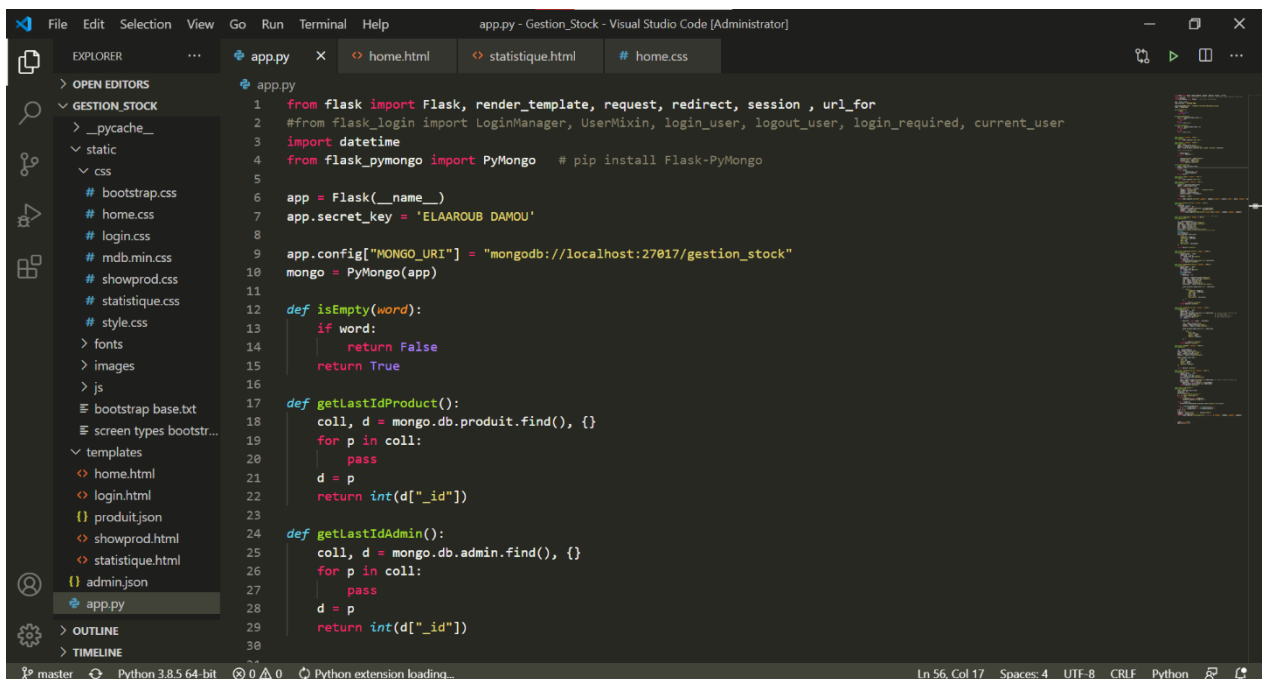 File Edit Selection View Go Run Terminal Help app.py - Gestion_Stock - Visual Studio Code [Administrator]
EXPLORER ...
app.py home.html statistique.html # home.css
OPEN EDITORS
GESTION_STOCK
__pycache__
static
css
# bootstrap.css
# home.css
# login.css
# mdb.min.css
# showprod.css
# statistique.css
# style.css
fonts
images
js
bootstrap base.txt
screen types bootstr...
templates
<> home.html
<> login.html
{} produit.json
<> showprod.html
<> statistique.html
{} admin.json
app.py
OUTLINE
TIMELINE
app.py
1 from flask import Flask, render_template, request, redirect, session , url_for
2 #from flask_login import LoginManager, UserMixin, login_user, logout_user, login_required, current_user
3 import datetime
4 from flask_pymongo import PyMongo   # pip install Flask-PyMongo
5
6 app = Flask(__name__)
7 app.secret_key = 'ELAAROUB DAMOU'
8
9 app.config["MONGO_URI"] = "mongodb://localhost:27017/gestion_stock"
10 mongo = PyMongo(app)
11
12 def isEmpty(word):
13     if word:
14         return False
15     return True
16
17 def getLastIdProduct():
18     coll, d = mongo.db.produit.find(), {}
19     for p in coll:
20         pass
21     d = p
22     return int(d["_id"])
23
24 def getLastIdAdmin():
25     coll, d = mongo.db.admin.find(), {}
26     for p in coll:
27         pass
28     d = p
29     return int(d["_id"])
30
master Python 3.8.5 64-bit 0 0 Python extension loading... Ln 56, Col 17 Spaces: 4 UTF-8 CRLF Python